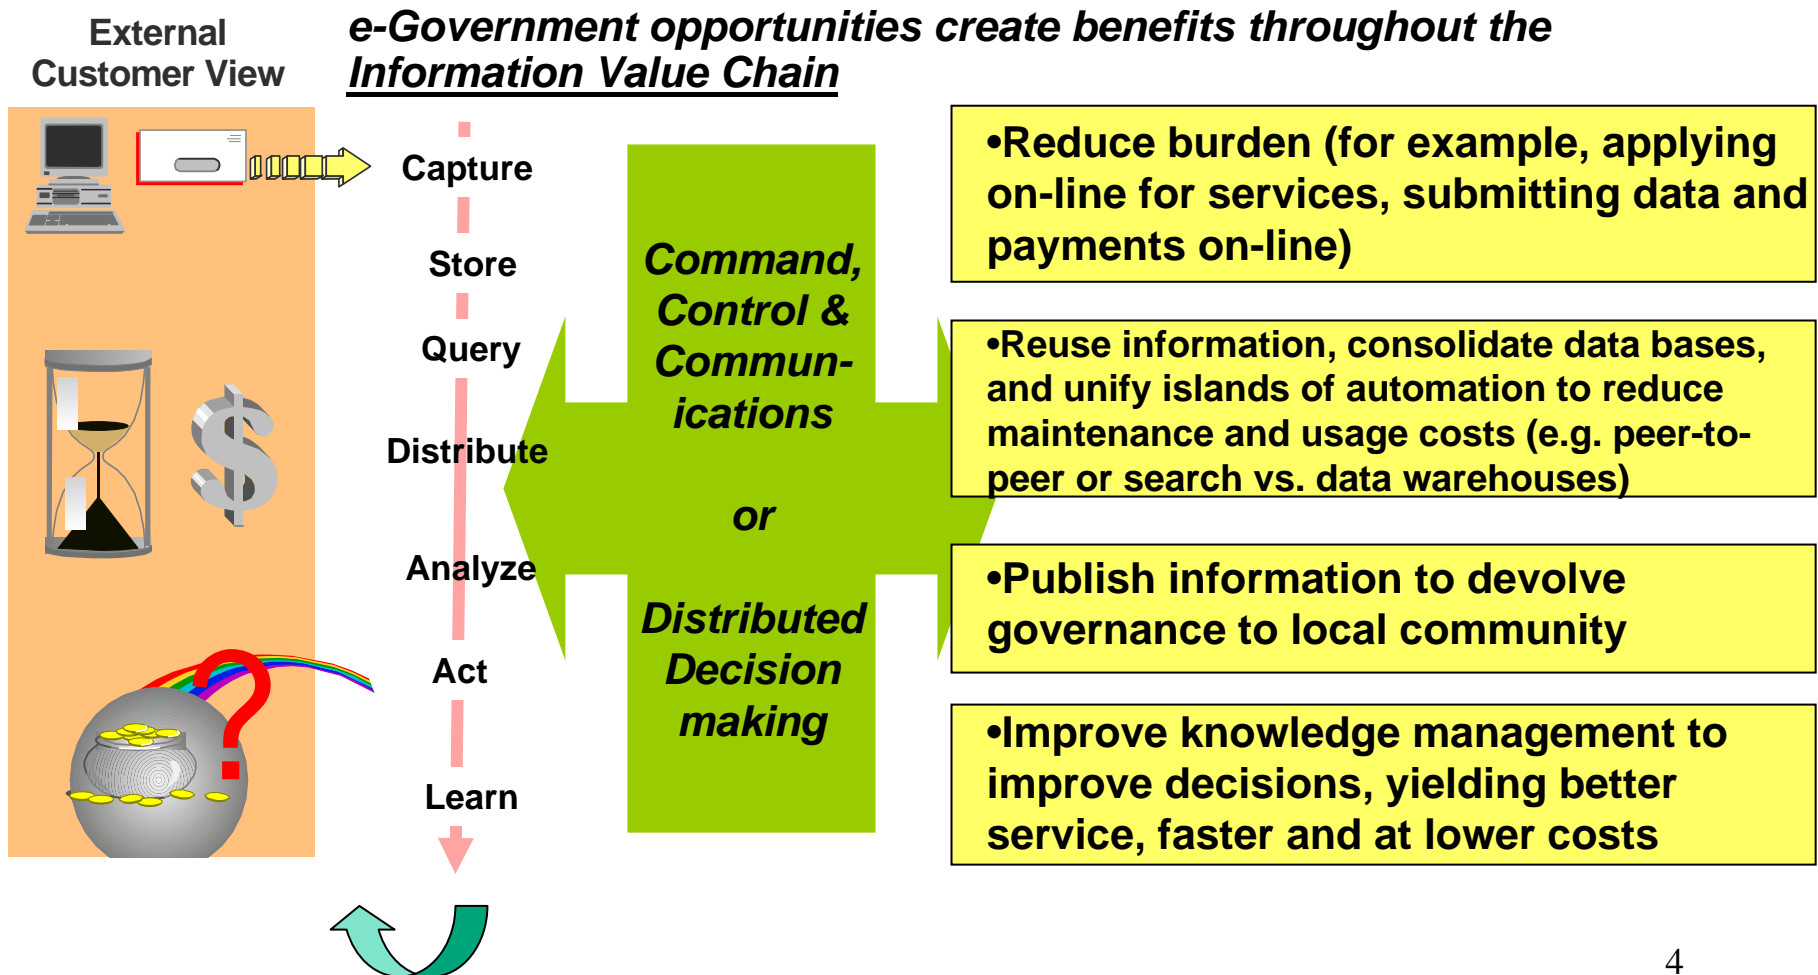 External
Customer View
e-Government opportunities create benefits throughout the
Information Value Chain
Capture
Store
Query
Distribute
Analyze
Act
Learn
Command,
Control &
Commun-
ications
or
Distributed
Decision
making
•Reduce burden (for example, applying
on-line for services, submitting data and
payments on-line)
•Reuse information, consolidate data bases,
and unify islands of automation to reduce
maintenance and usage costs (e.g. peer-to-
peer or search vs. data warehouses)
•Publish information to devolve
governance to local community
•Improve knowledge management to
improve decisions, yielding better
service, faster and at lower costs
4